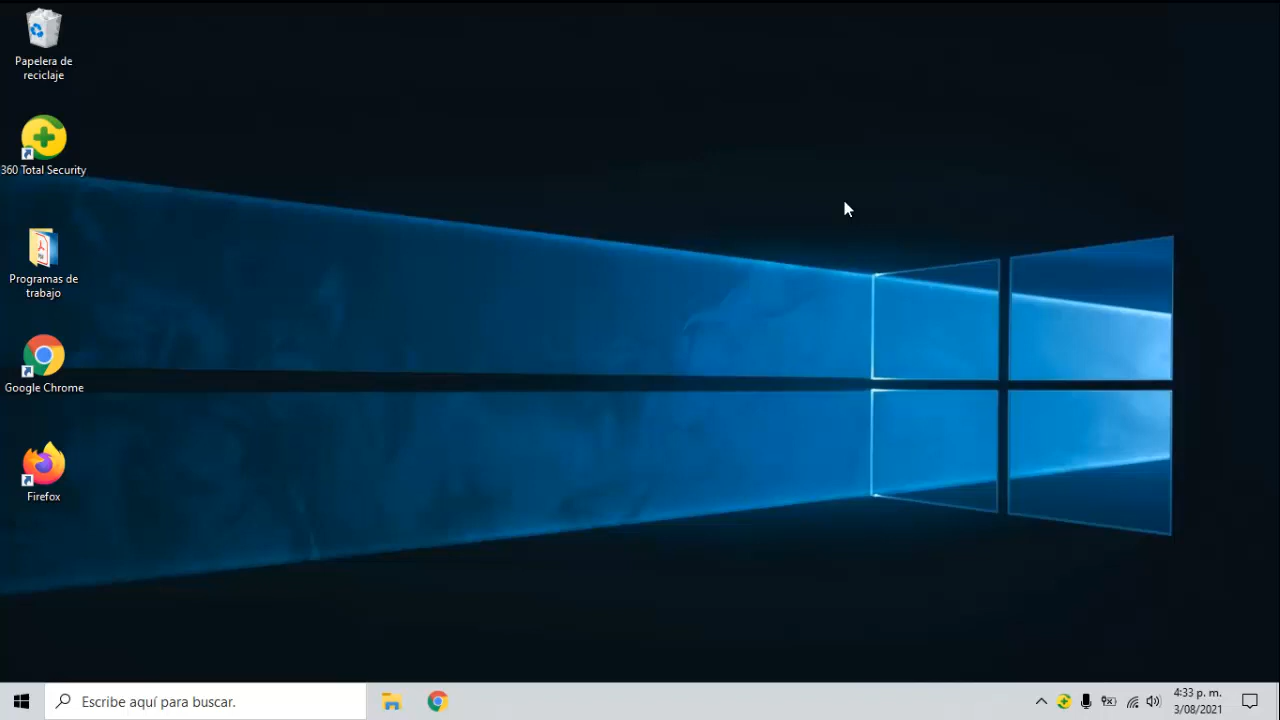 Papelera de
reciclaje
360 Total Security
Programas de
trabajo
Google Chrome
Firefox
Escribe aquí para buscar.
4:33 p. m.
3/08/2021